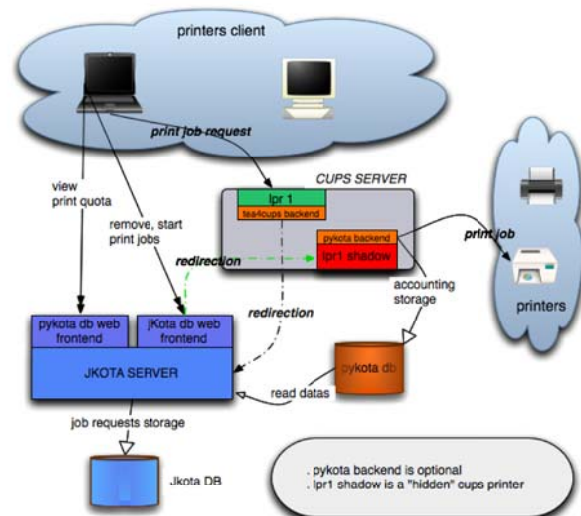 printers client
print job request
CUPS SERVER
lpr 1
tea4cups backend
view
print quota
remove, start
print jobs
pykota backend
lpr1 shadow
print job
redirection
accounting
storage
printers
redirection
pykota db web
frontend
jKota db web
frontend
JKOTA SERVER
pykota db
read datas
job requests storage
Jkota DB
. pykota backend is optional
. lpr1 shadow is a "hidden" cups printer